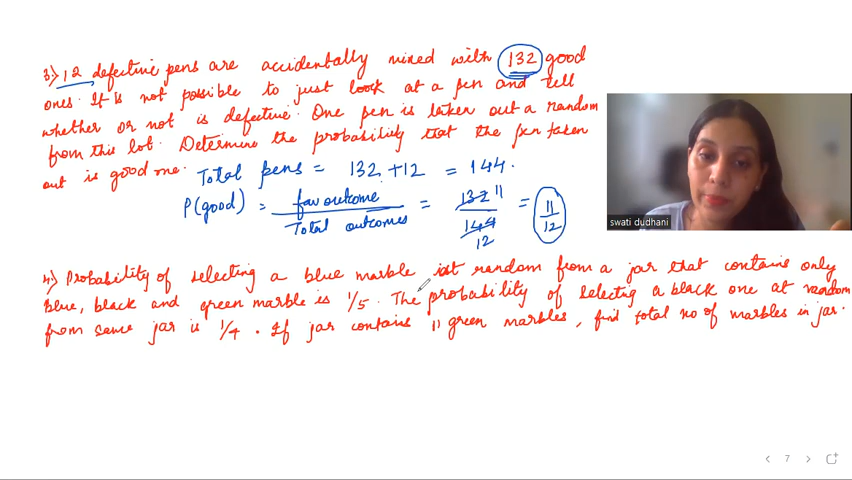 3:) 12 defective pens are accidentally mixed with 132 good
ones. It is not possible to just look at a pen and tell
whether or not is defective. One pen is taken out a random
from this lot. Determine the probability that the pen taken
out is good me.
Total pens = 132 + 12 = 144.
P(good) = fav outcome / Total outcomes = 132 11 / 144 12 = 11/12
4:) Probability of selecting a blue marble at random from a jar that contains only
blue, black and green marble is 1/5. The probability of selecting a black one at random
from same jar is 1/4. If jar contains 11 green marbles, find total no of marbles in jar.
swati dudhani
7